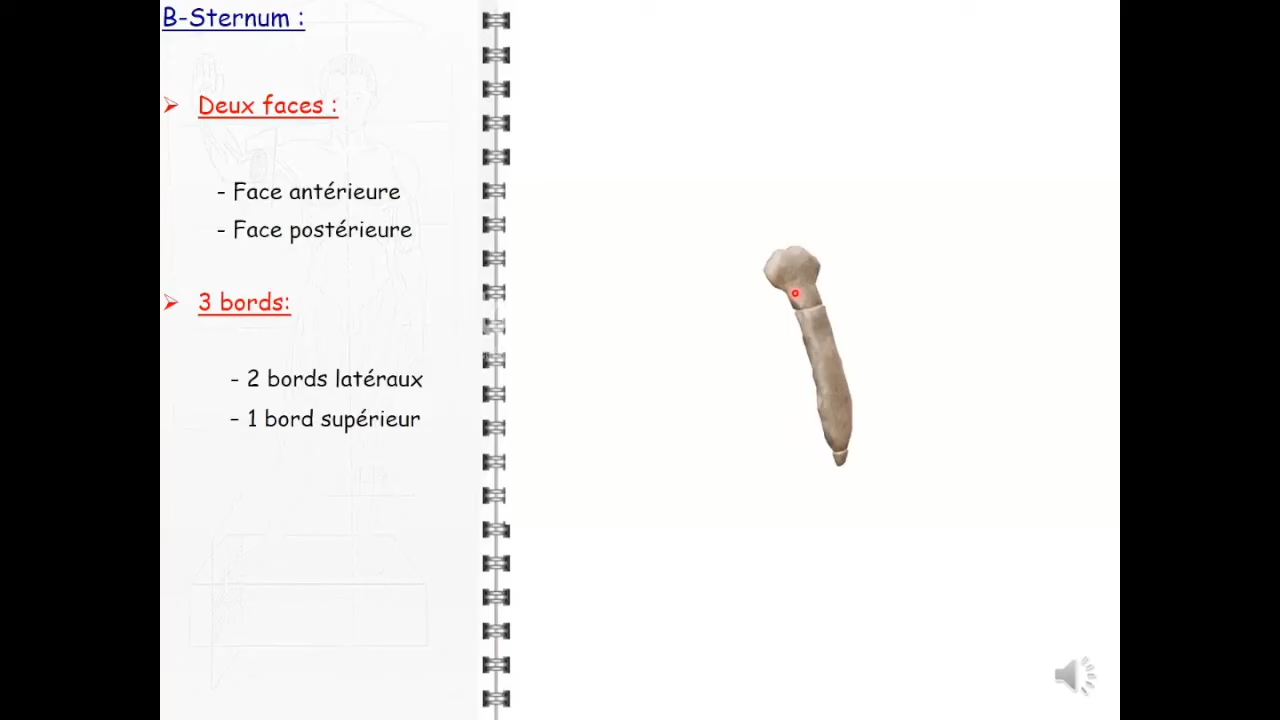 B-Sternum :
➢ Deux faces :
- Face antérieure
- Face postérieure
➢ 3 bords:
- 2 bords latéraux
- 1 bord supérieur